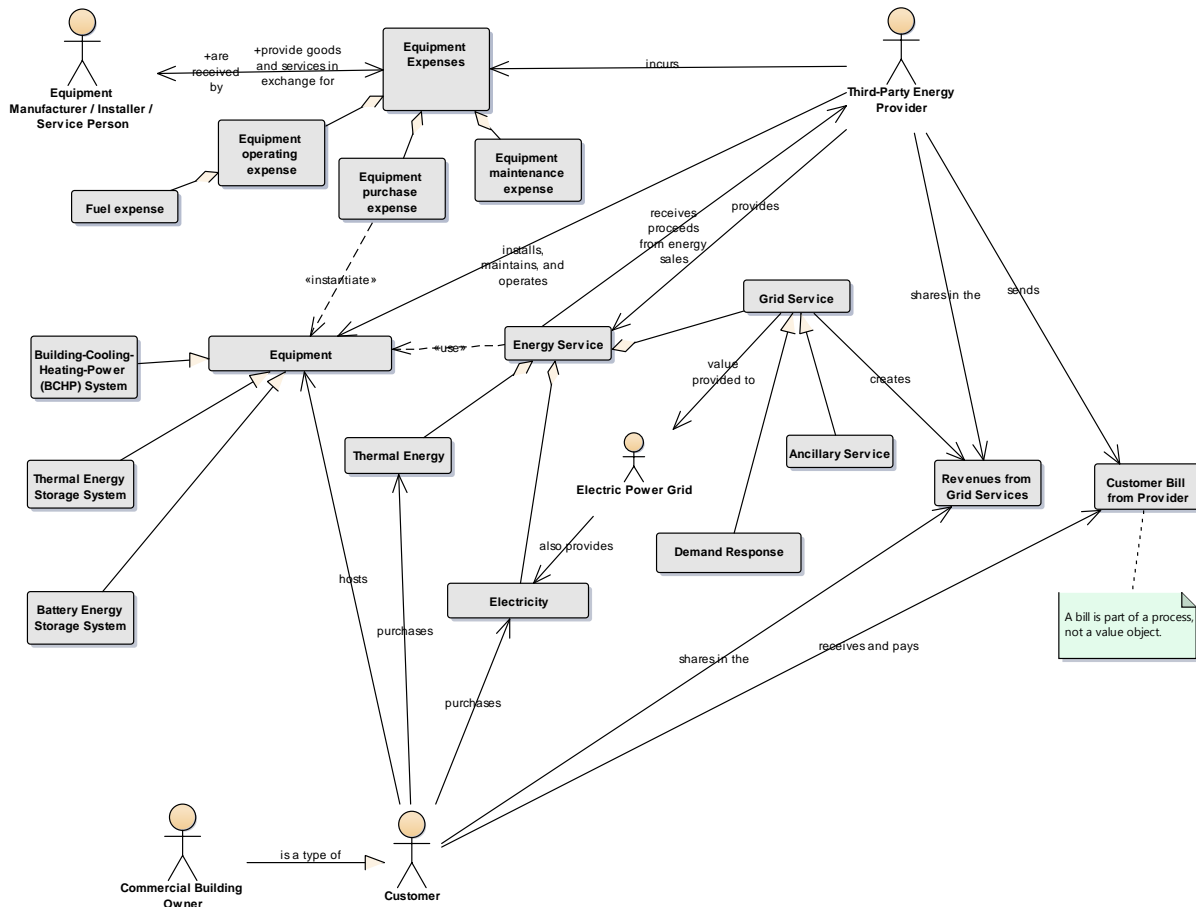 +are
received
by
+provide goods
and services in
exchange for
Equipment
Expenses
incurs
Equipment
Manufacturer / Installer /
Service Person
Third-Party Energy
Provider
Equipment
operating
expense
Equipment
purchase
expense
Equipment
maintenance
expense
Fuel expense
receives
proceeds
from energy
sales
provides
installs,
maintains, and
operates
«instantiate»
Grid Service
shares in the
sends
Building-Cooling-
Heating-Power
(BCHP) System
Equipment
«use»
Energy Service
value
provided to
creates
Thermal Energy
Ancillary Service
Thermal Energy
Storage System
Electric Power Grid
Revenues from
Grid Services
Customer Bill
from Provider
also provides
Demand Response
hosts
Electricity
Battery Energy
Storage System
A bill is part of a process,
not a value object.
purchases
shares in the
receives and pays
purchases
is a type of
Commercial Building
Owner
Customer